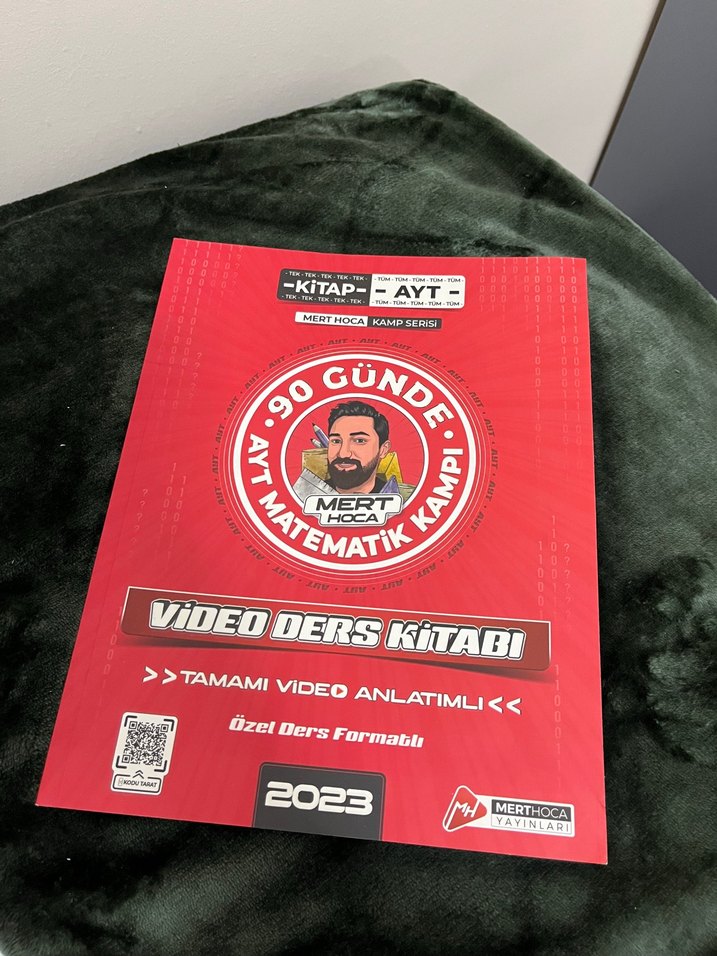 - TEK - TEK - TEK - TEK - TEK -
-KİTAP-
- TEK - TEK - TEK - TEK - TEK -
- TÜM - TÜM - TÜM - TÜM - TÜM -
- AYT -
- TÜM - TÜM - TÜM - TÜM - TÜM -
MERT HOCA KAMP SERİSİ
• 90 GÜNDE •
AYT MATEMATİK KAMPI
MERT
HOCA
VİDEO DERS KİTABI
>> TAMAMI VİDEO ANLATIMLI <<
Özel Ders Formatlı
KODU TARAT
2023
MH MERTHOCA
YAYINLARI